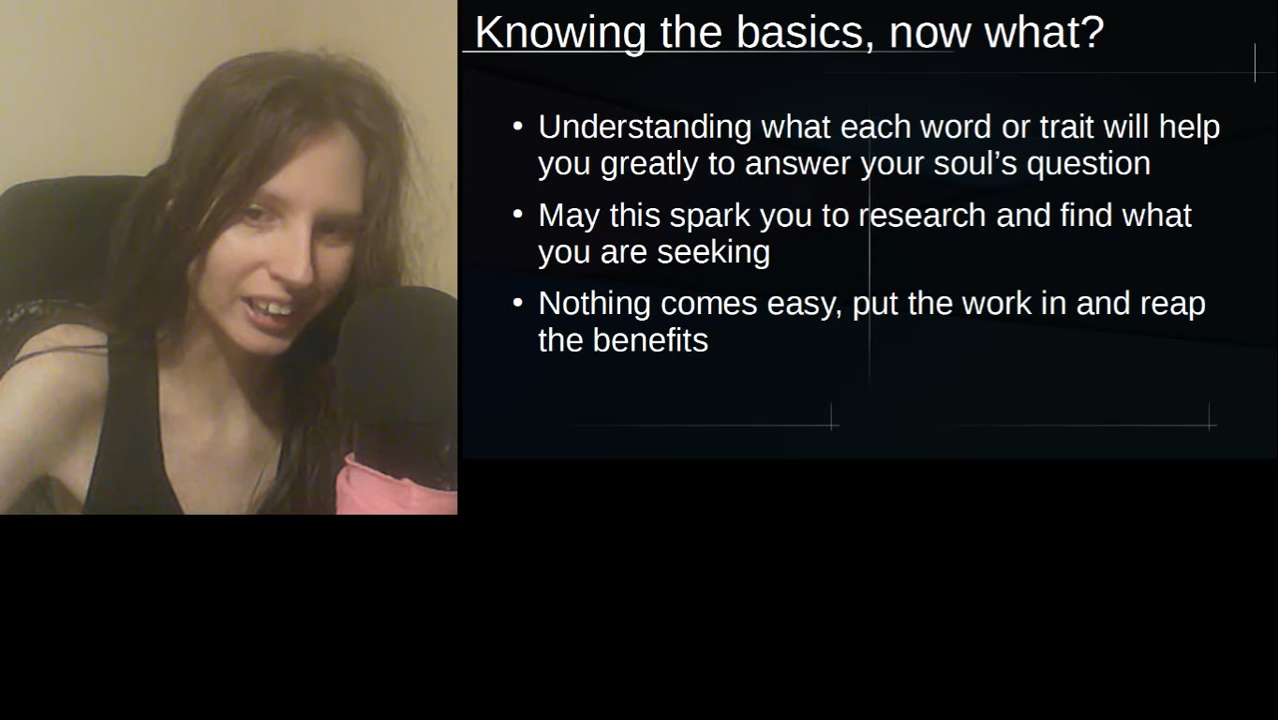 Knowing the basics, now what?
• Understanding what each word or trait will help
you greatly to answer your soul’s question
• May this spark you to research and find what
you are seeking
• Nothing comes easy, put the work in and reap
the benefits